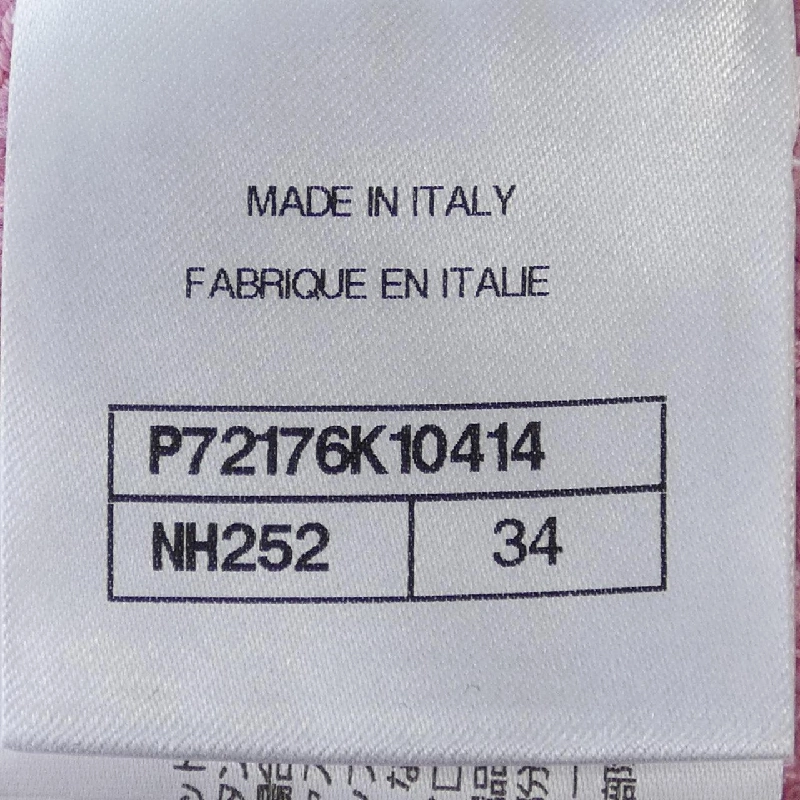 MADE IN ITALY
FABRIQUE EN ITALIE
P72176K10414
NH252 34